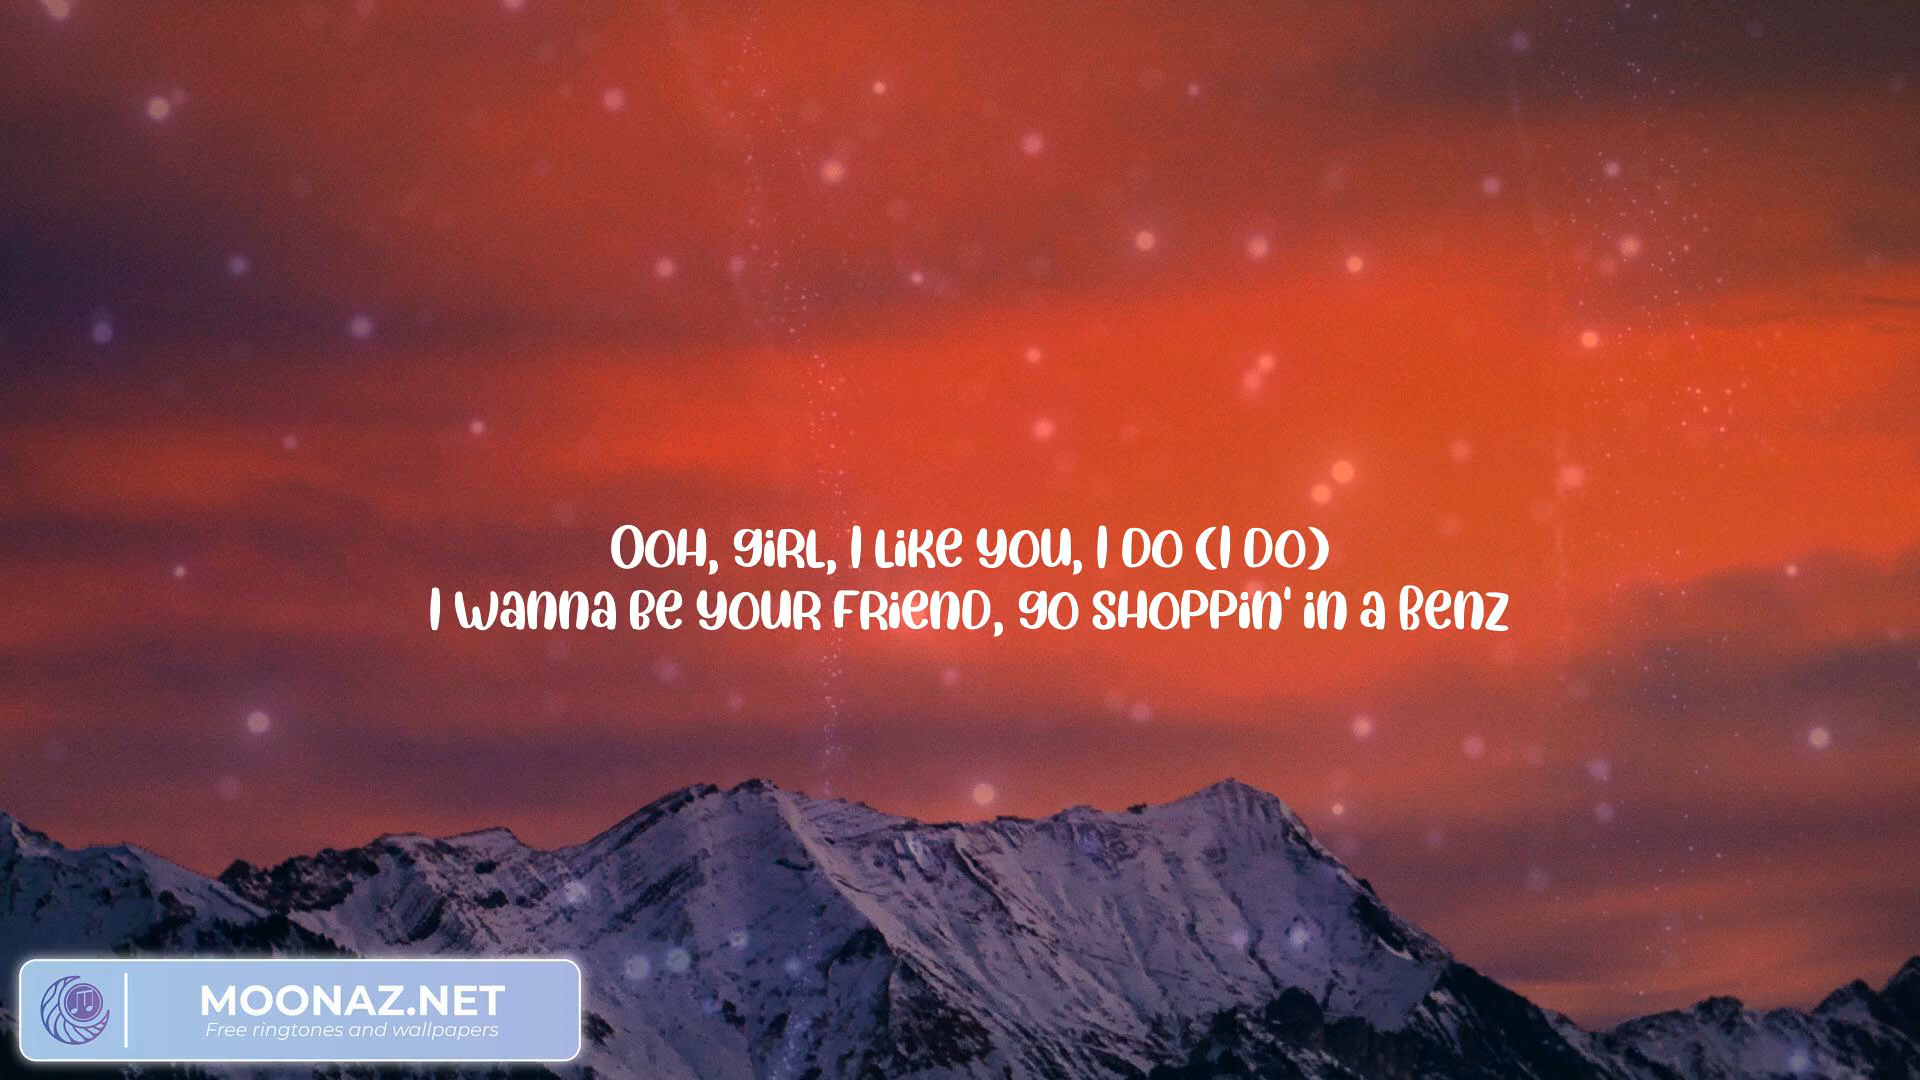 Ooh, girl, I like you, I do (I do)
I wanna be your friend, go shoppin' in a Benz
MOONAZ.NET
Free ringtones and wallpapers